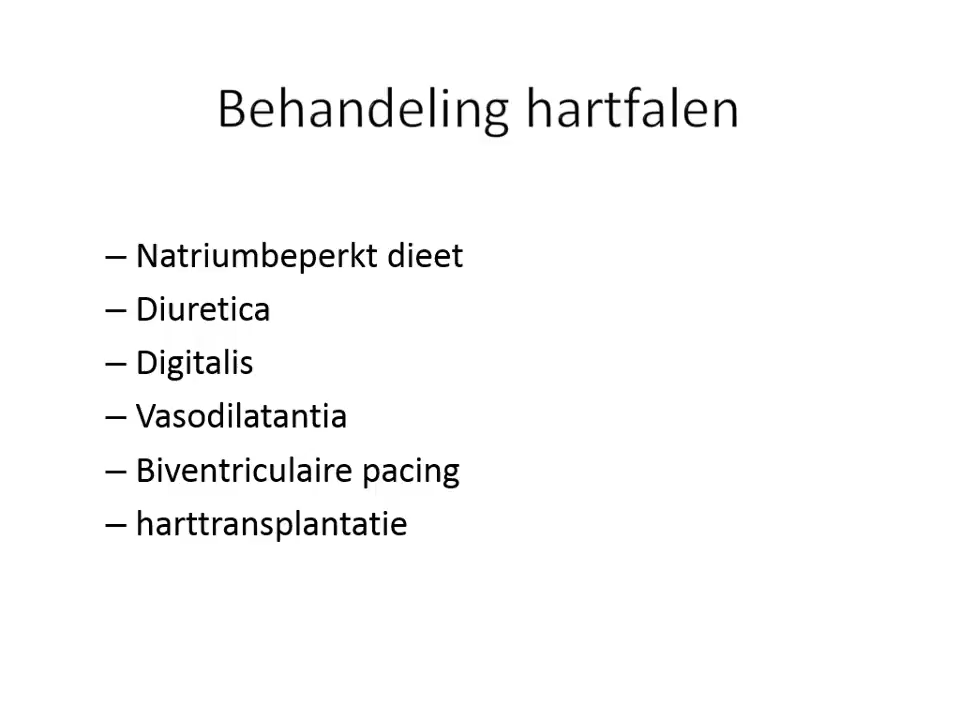 Behandeling hartfalen
– Natriumbeperkt dieet
– Diuretica
– Digitalis
– Vasodilatantia
– Biventriculaire pacing
– harttransplantatie